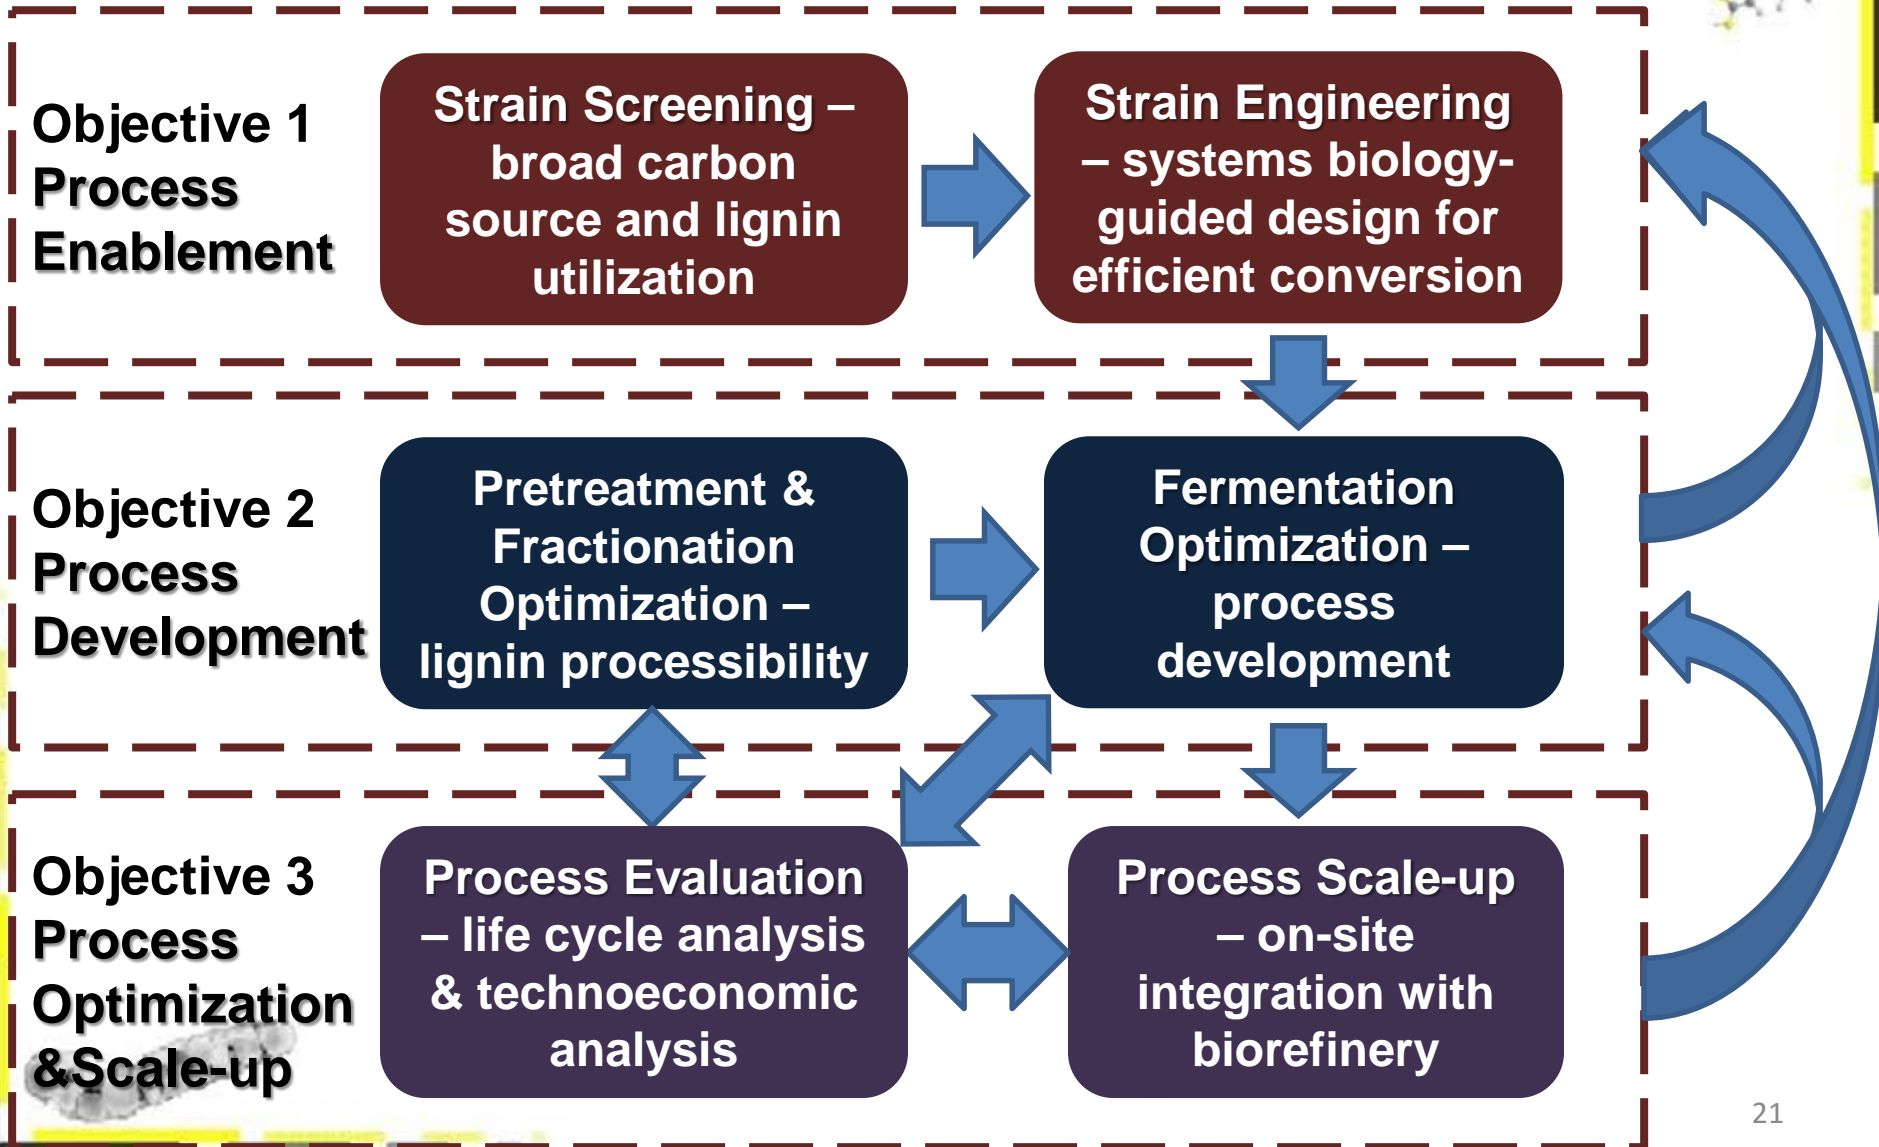 Objective 1
Process
Enablement
Strain Screening –
broad carbon
source and lignin
utilization
Strain Engineering
– systems biology-
guided design for
efficient conversion
Objective 2
Process
Development
Pretreatment &
Fractionation
Optimization –
lignin processibility
Fermentation
Optimization –
process
development
Objective 3
Process
Optimization
&Scale-up
Process Evaluation
– life cycle analysis
& technoeconomic
analysis
Process Scale-up
– on-site
integration with
biorefinery
21